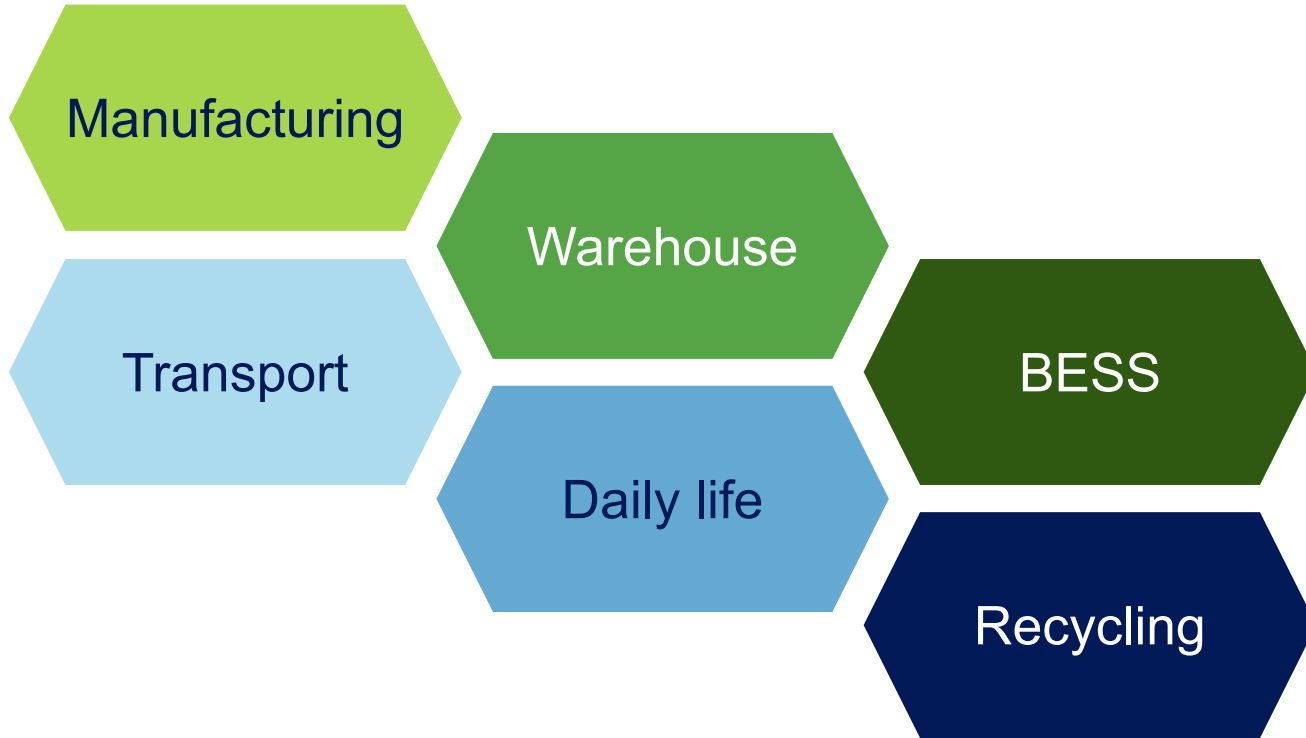 Manufacturing
Warehouse
Transport
BESS
Daily life
Recycling